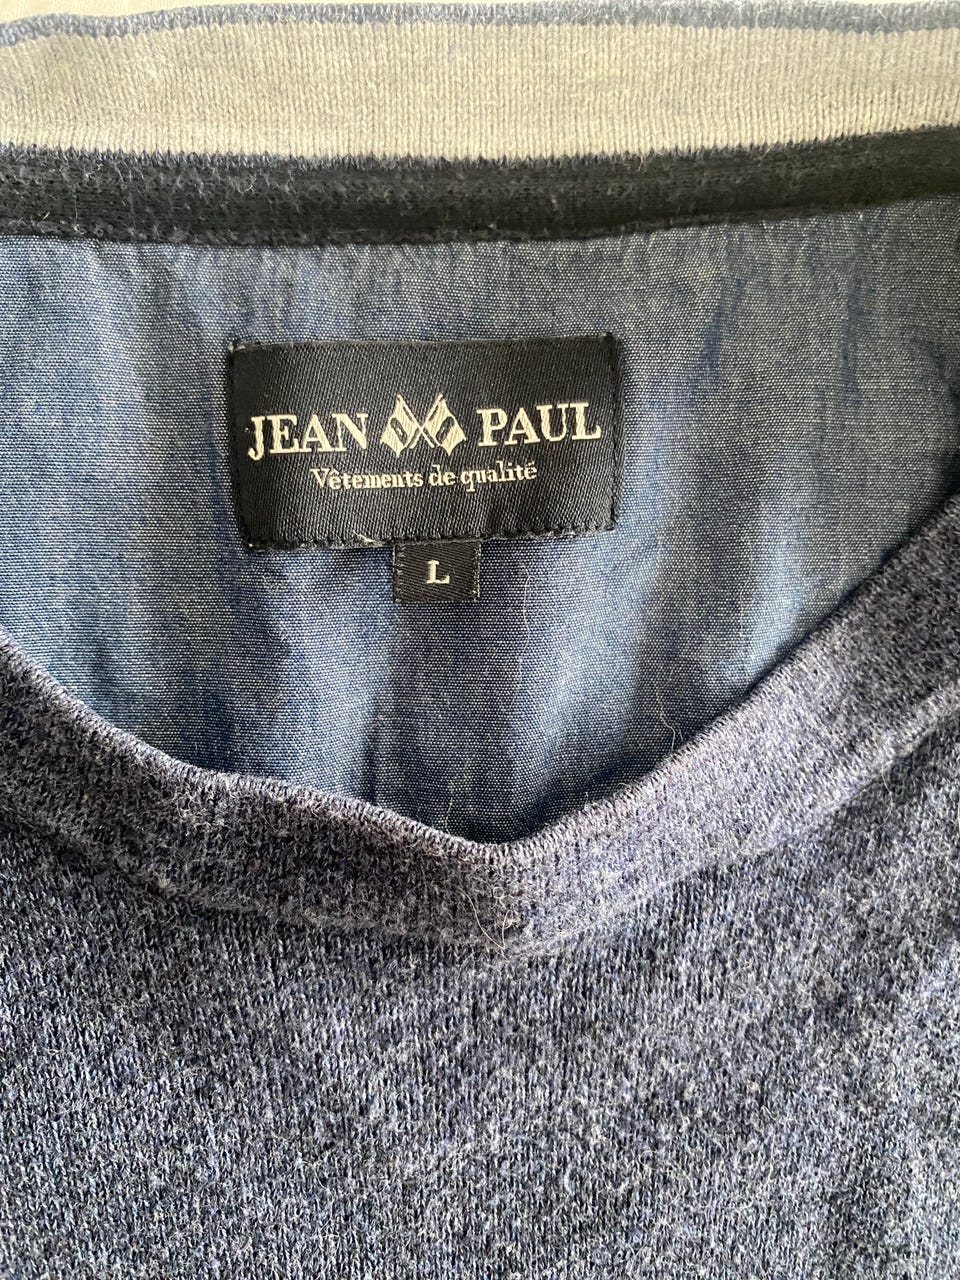 JEAN PAUL
Vêtements de qualité
L